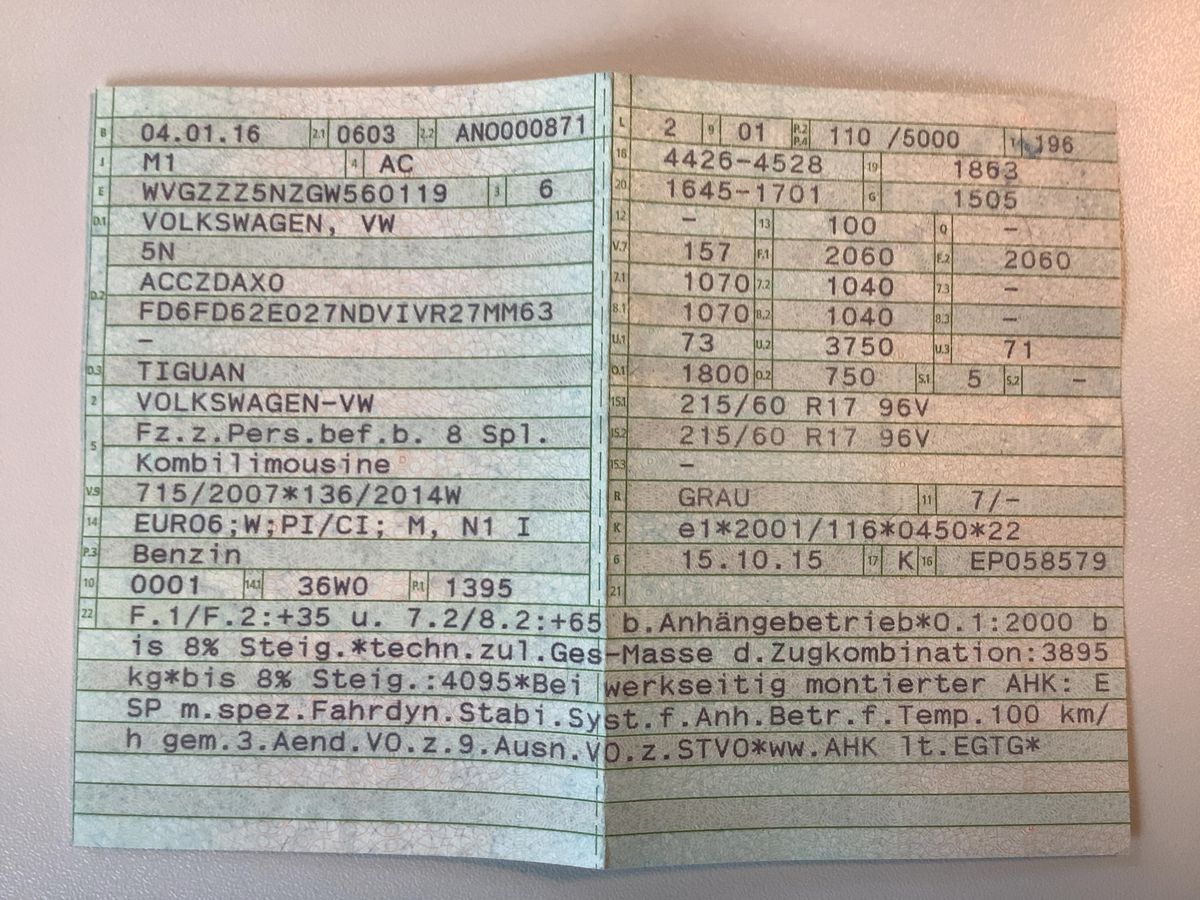 B 04.01.16 2.1 0603 2.2 AN0000871
J M1 4 AC
E WVGZZZ5NZGW560119 3 6
D.1 VOLKSWAGEN, VW
5N
D.2 ACCZDAX0
FD6FD62E027NDVIVR27MM63
–
D.3 TIGUAN
2 VOLKSWAGEN-VW
5 Fz.z.Pers.bef.b. 8 Spl.
Kombilimousine
V.9 715/2007*136/2014W
14 EURO6;W;PI/CI; M, N1 I
P.3 Benzin
10 0001 14.1 36W0 P.1 1395
L 2 9 01 P.2 P.4 110 /5000 T 196
18 4426-4528 19 1863
20 1645-1701 G 1505
12 – 13 100 Q –
V.7 157 F.1 2060 F.2 2060
7.1 1070 7.2 1040 7.3 –
8.1 1070 8.2 1040 8.3 –
U.1 73 U.2 3750 U.3 71
O.1 1800 O.2 750 S.1 5 S.2 –
15.1 215/60 R17 96V
15.2 215/60 R17 96V
15.3 –
R GRAU 11 7/–
K e1*2001/116*0450*22
6 15.10.15 17 K 16 EP058579
21
22 F.1/F.2:+35 u. 7.2/8.2:+65 b.Anhängebetrieb*O.1:2000 b
is 8% Steig.*techn.zul.Ges-Masse d.Zugkombination:3895
kg*bis 8% Steig.:4095*Bei werkseitig montierter AHK: E
SP m.spez.Fahrdyn.Stabi.Syst.f.Anh.Betr.f.Temp.100 km/
h gem.3.Aend.VO.z.9.Ausn.VO.z.STVO*ww.AHK lt.EGTG*